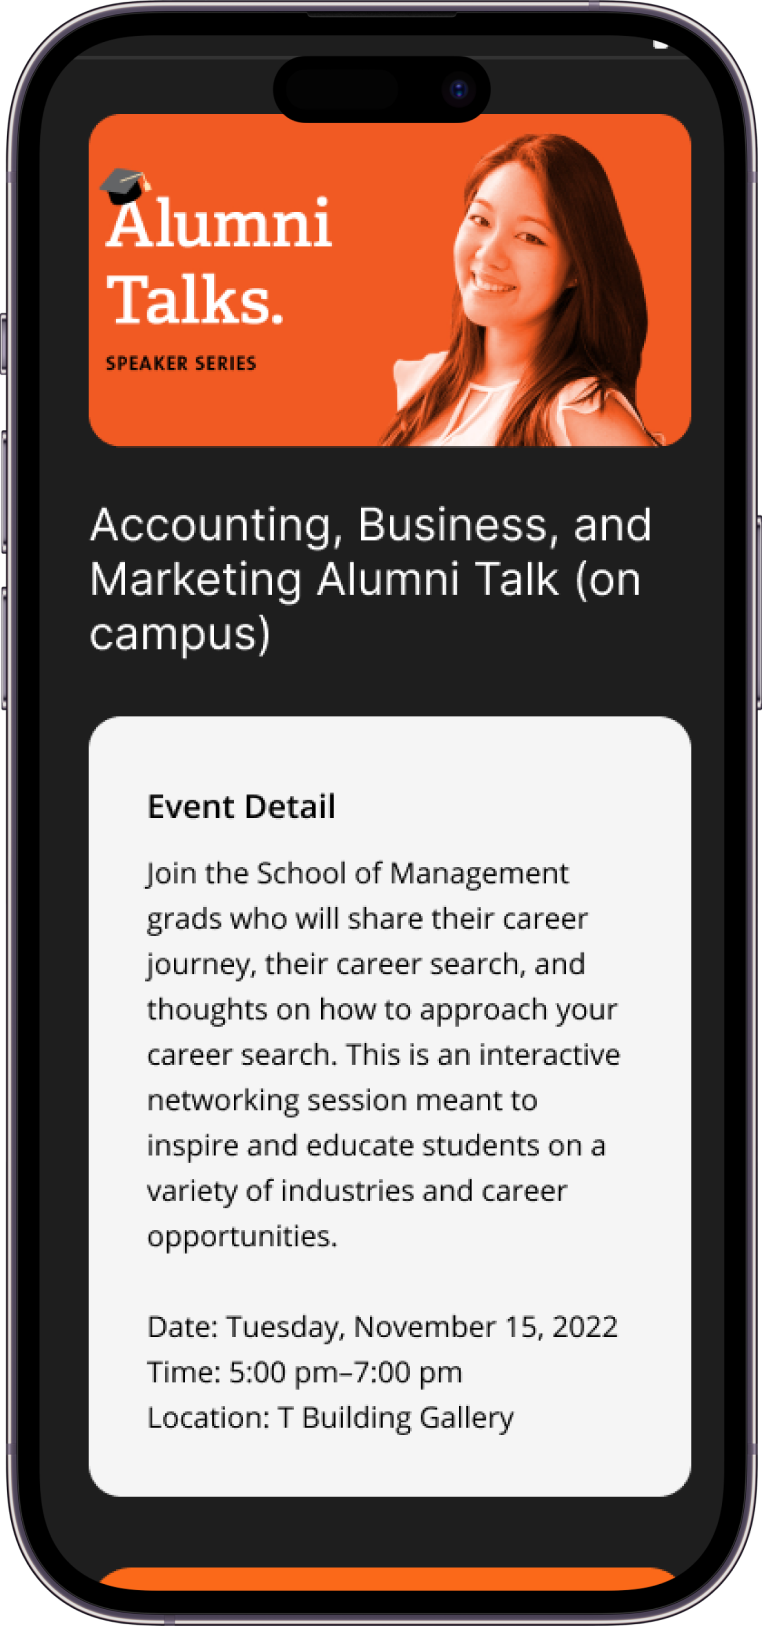 Alumni
Talks.
SPEAKER SERIES
Accounting, Business, and
Marketing Alumni Talk (on
campus)
Event Detail
Join the School of Management
grads who will share their career
journey, their career search, and
thoughts on how to approach your
career search. This is an interactive
networking session meant to
inspire and educate students on a
variety of industries and career
opportunities.
Date: Tuesday, November 15, 2022
Time: 5:00 pm–7:00 pm
Location: T Building Gallery